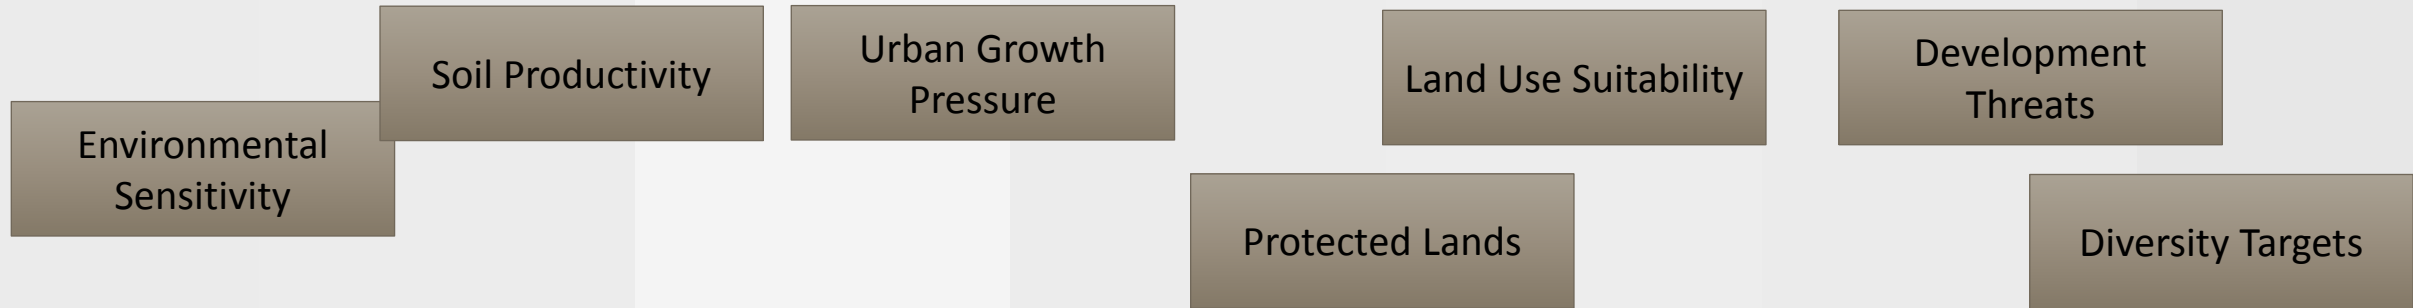 Environmental
Sensitivity
Soil Productivity
Urban Growth
Pressure
Protected Lands
Land Use Suitability
Development
Threats
Diversity Targets